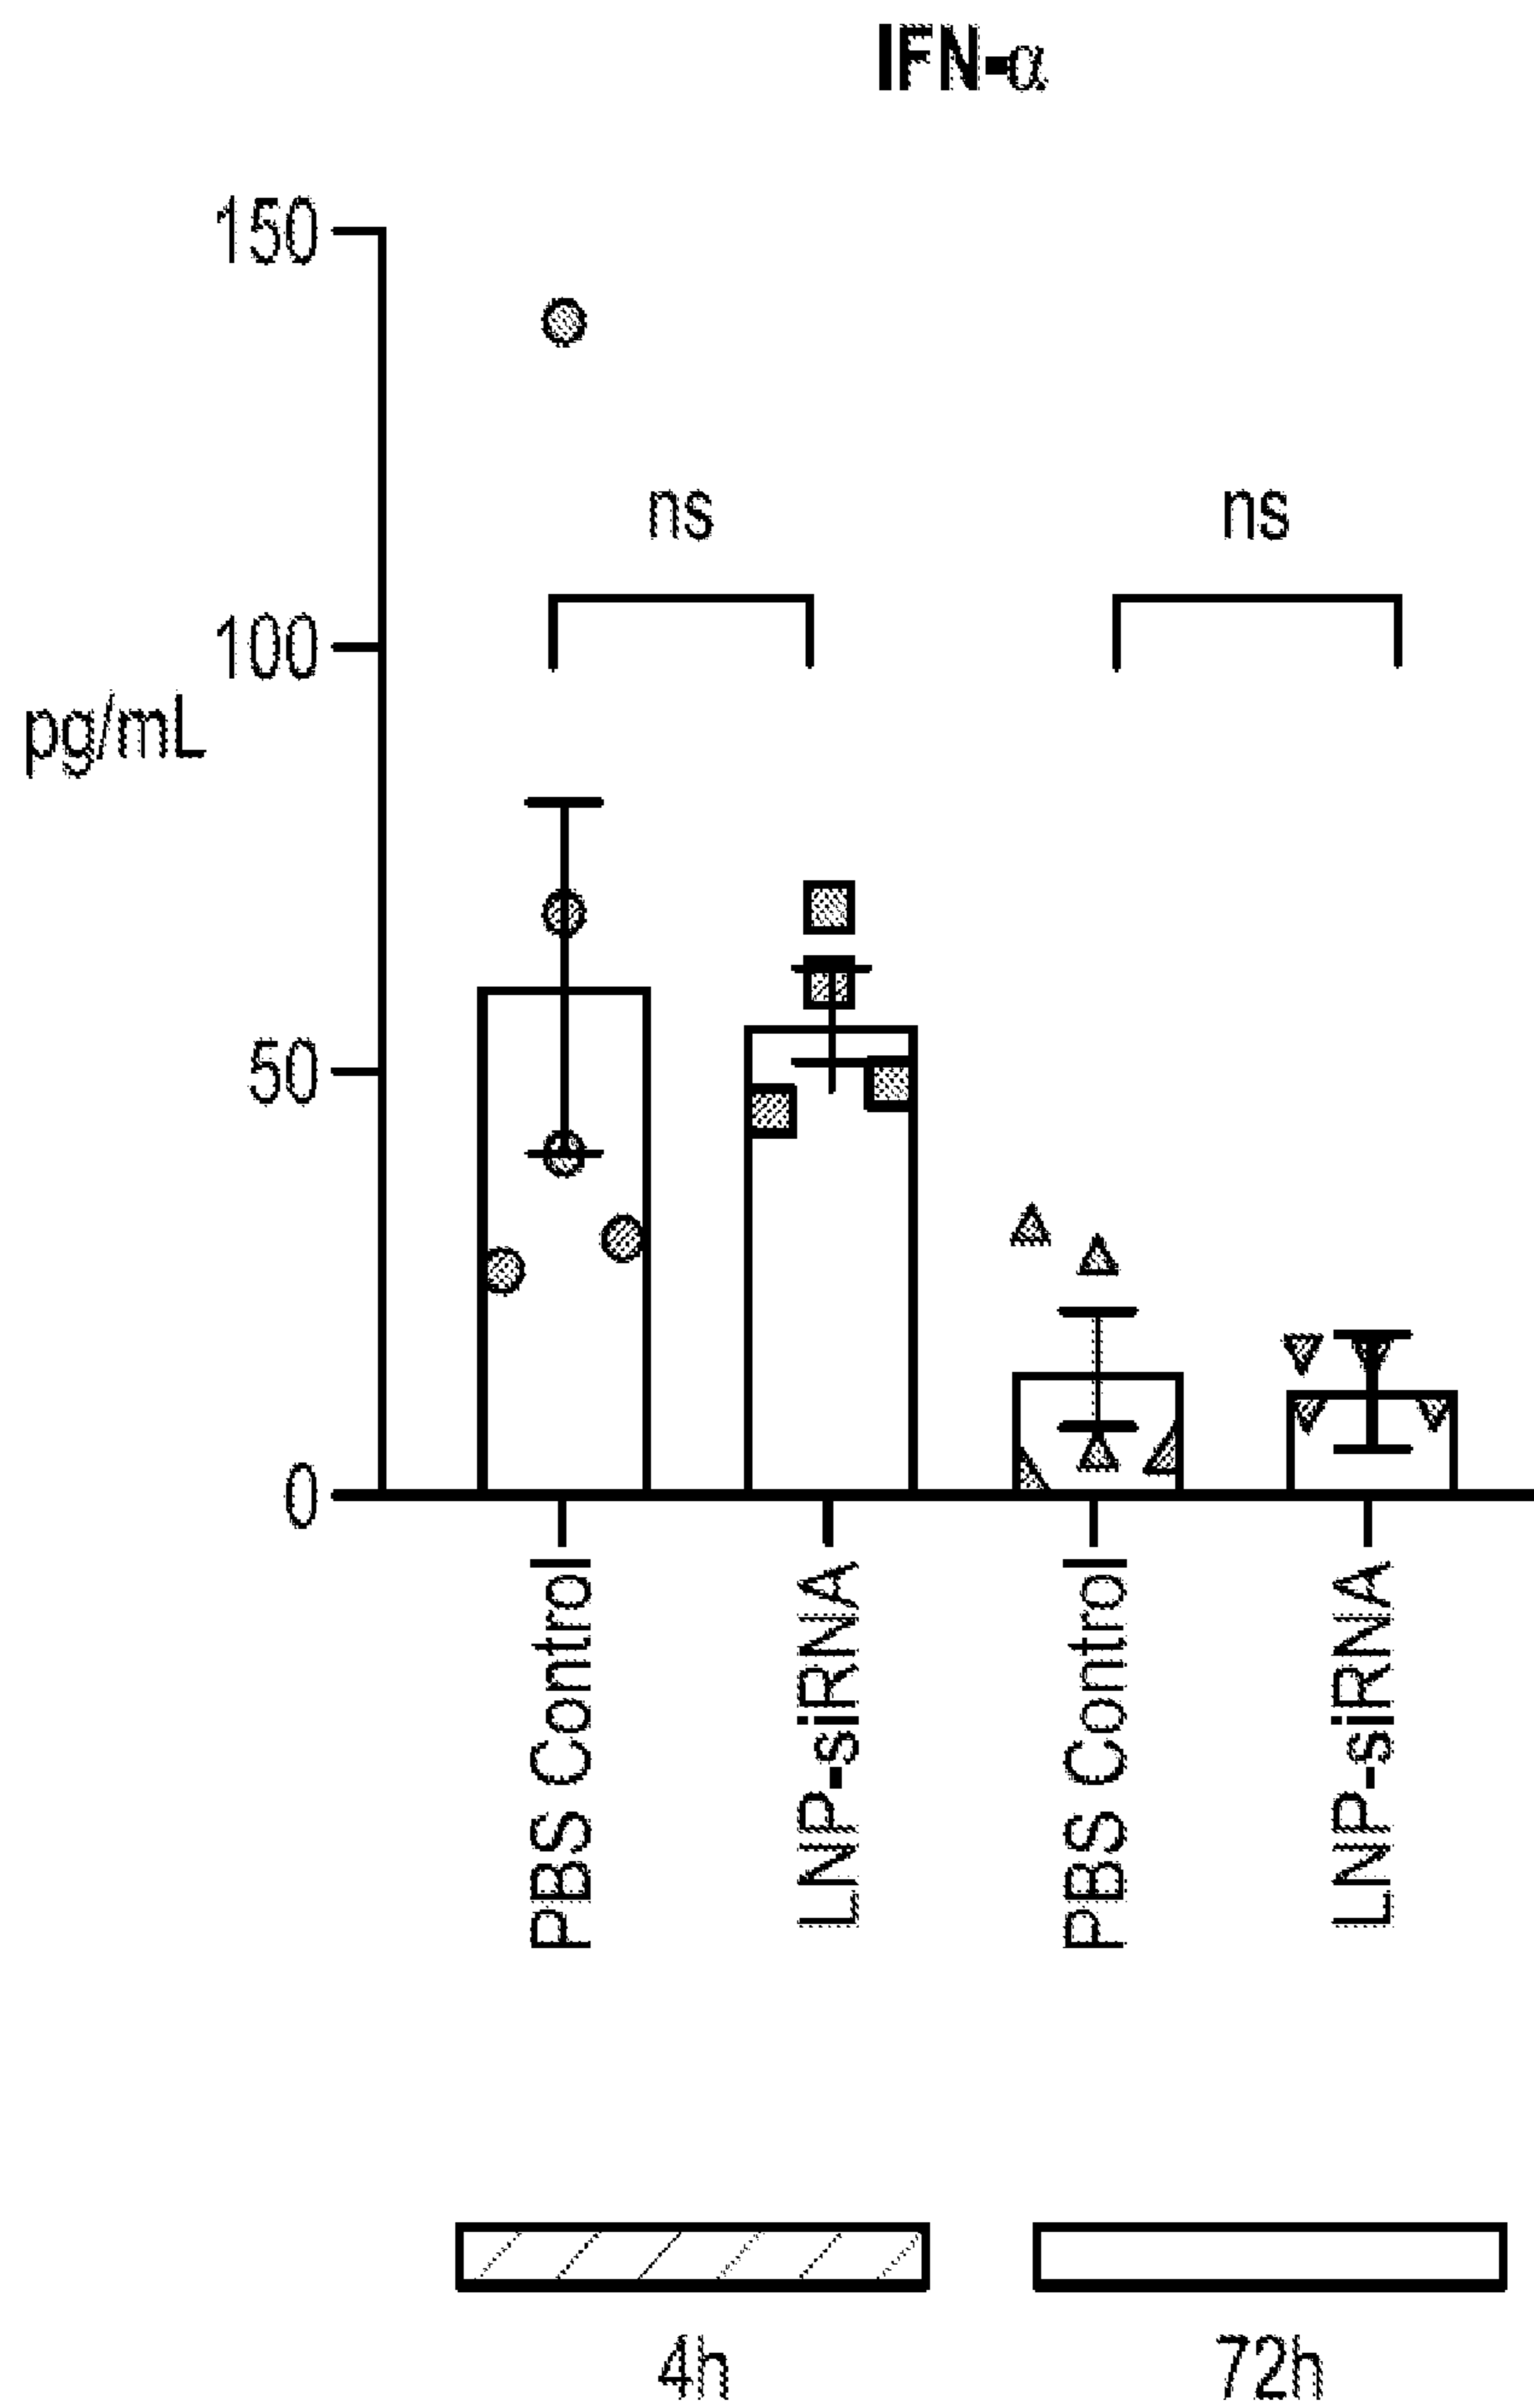 IFN-α
150
100
pg/mL
50
0
ns
ns
PBS Control
LNP-siRNA
PBS Control
LNP-siRNA
4h
72h